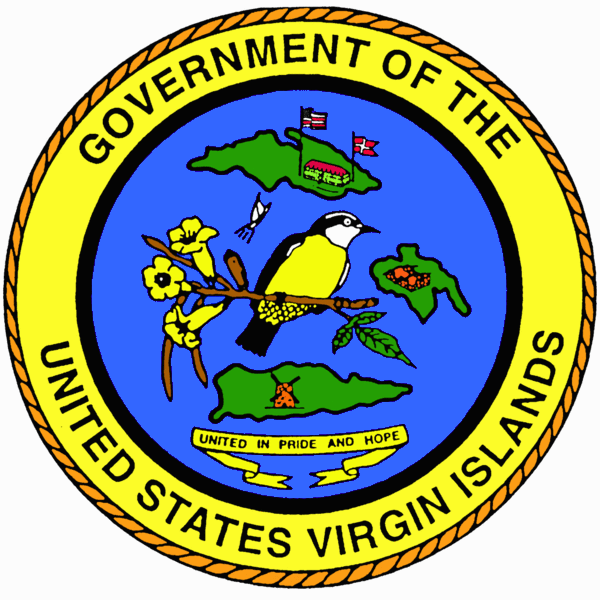 GOVERNMENT OF THE
UNITED STATES VIRGIN ISLANDS
UNITED IN PRIDE AND HOPE